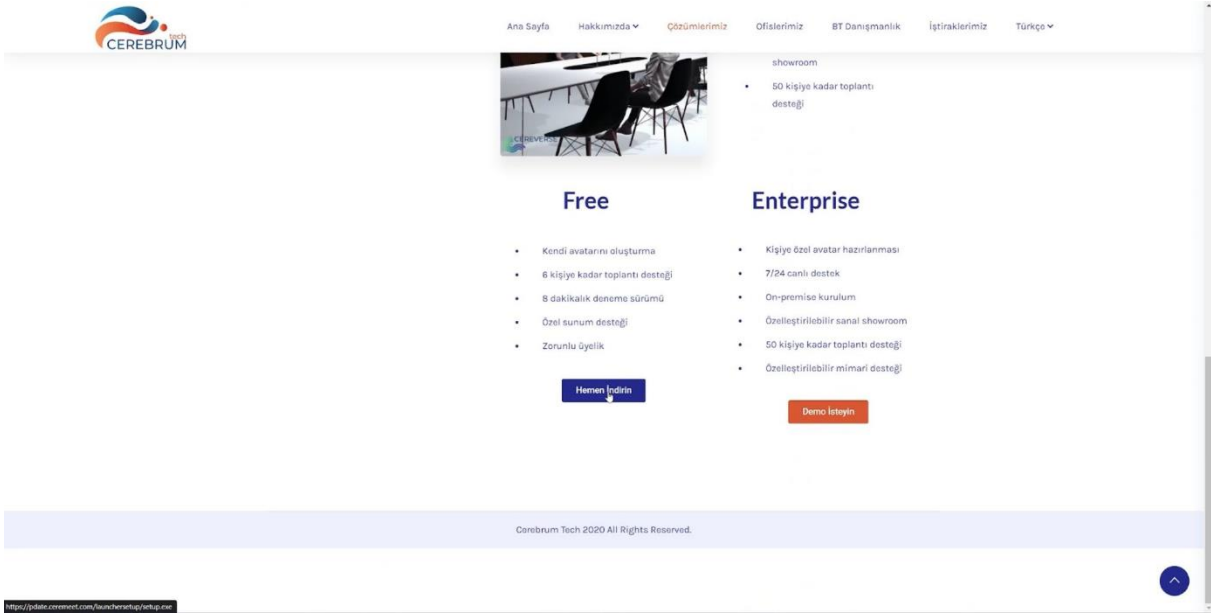 tech
CEREBRUM
Ana Sayfa Hakkımızda Çözümlerimiz Ofislerimiz BT Danışmanlık İştiraklerimiz Türkçe
showroom
50 kişiye kadar toplantı
desteği
CEREVERSE
Free
Kendi avatarını oluşturma
6 kişiye kadar toplantı desteği
8 dakikalık deneme sürümü
Özel sunum desteği
Zorunlu üyelik
Hemen İndirin
Enterprise
Kişiye özel avatar hazırlanması
7/24 canlı destek
On-premise kurulum
Özelleştirilebilir sanal showroom
50 kişiye kadar toplantı desteği
Özelleştirilebilir mimari desteği
Demo İsteyin
Cerebrum Tech 2020 All Rights Reserved.
https://pdate.ceremeet.com/launchersetup/setup.exe